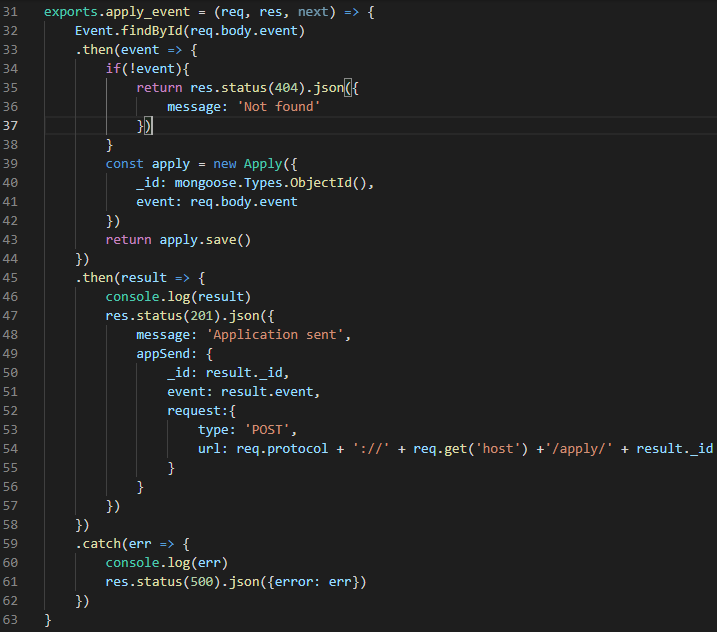 31 exports.apply_event = (req, res, next) => {
32     Event.findById(req.body.event)
33     .then(event => {
34         if(!event){
35             return res.status(404).json({
36                 message: 'Not found'
37             })
38         }
39         const apply = new Apply({
40             _id: mongoose.Types.ObjectId(),
41             event: req.body.event
42         })
43         return apply.save()
44     })
45     .then(result => {
46         console.log(result)
47         res.status(201).json({
48             message: 'Application sent',
49             appSend: {
50                 _id: result._id,
51                 event: result.event,
52                 request:{
53                     type: 'POST',
54                     url: req.protocol + '://' + req.get('host') +'/apply/' + result._id
55                 }
56             }
57         })
58     })
59     .catch(err => {
60         console.log(err)
61         res.status(500).json({error: err})
62     })
63 }